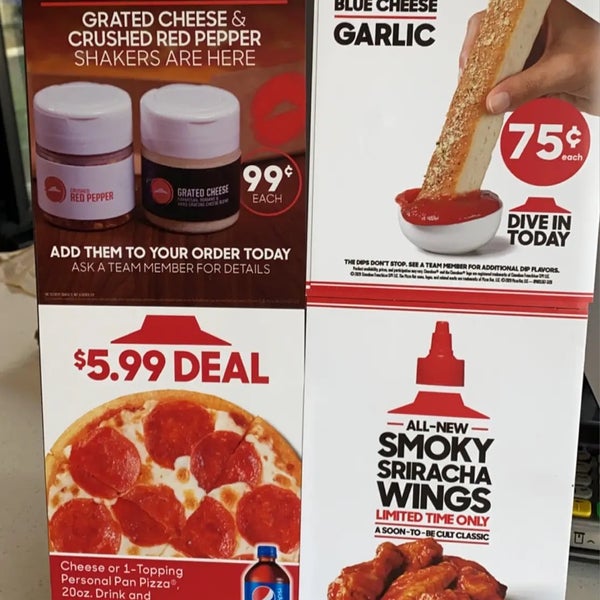 GRATED CHEESE &
CRUSHED RED PEPPER
SHAKERS ARE HERE
CRUSHED
RED PEPPER
GRATED CHEESE
99¢
EACH
ADD THEM TO YOUR ORDER TODAY
ASK A TEAM MEMBER FOR DETAILS
BLUE CHEESE
GARLIC
75¢
each
DIVE IN
TODAY
THE DIPS DON'T STOP. SEE A TEAM MEMBER FOR ADDITIONAL DIP FLAVORS.
$5.99 DEAL
Cheese or 1-Topping
Personal Pan Pizza®,
20oz. Drink and
ALL-NEW
SMOKY
SRIRACHA
WINGS
LIMITED TIME ONLY
A SOON-TO-BE CULT CLASSIC